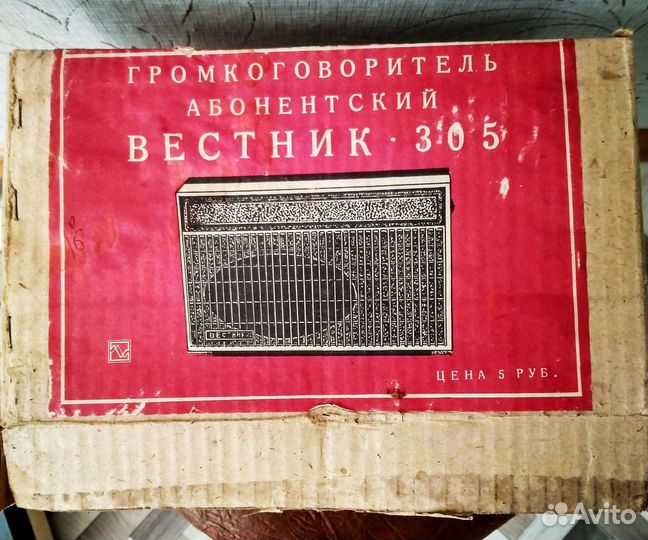 ГРОМКОГОВОРИТЕЛЬ
АБОНЕНТСКИЙ
ВЕСТНИК · 305
ЦЕНА 5 РУБ.
Avito